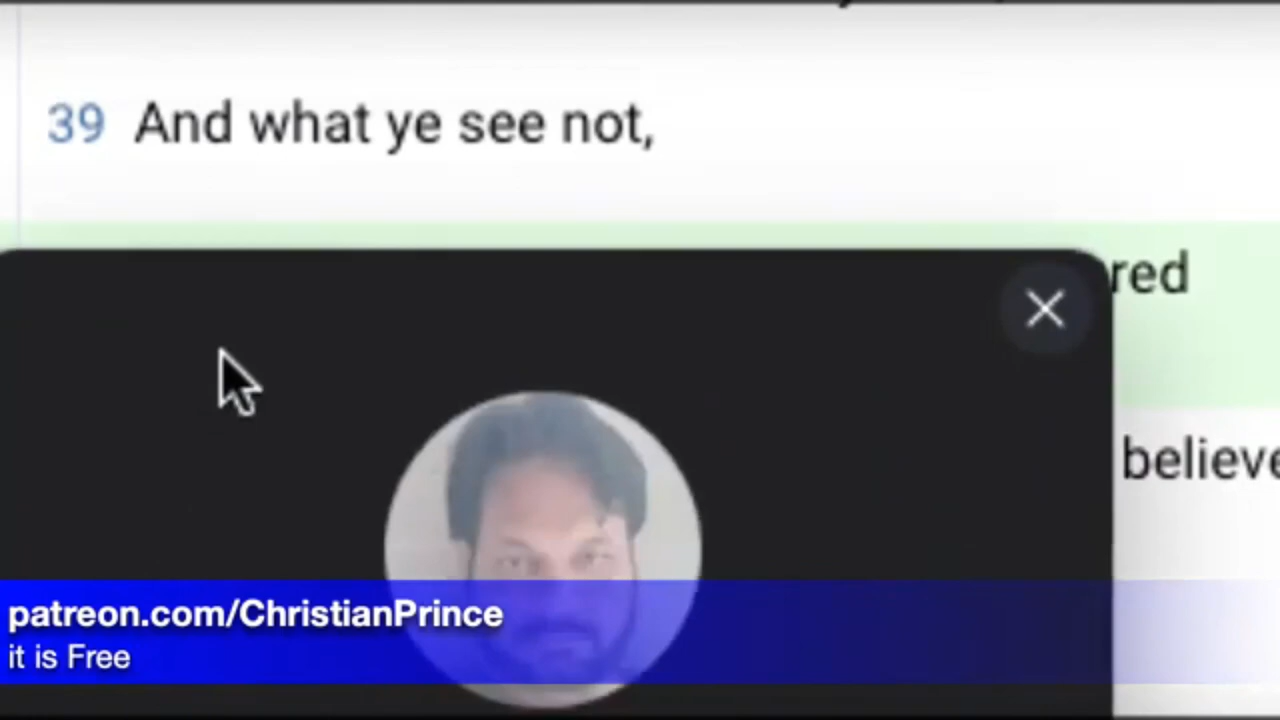 39 And what ye see not,
red
believe
patreon.com/ChristianPrince
it is Free